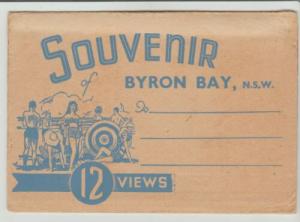 SOUVENIR
of
BYRON BAY, N.S.W.
To
12 VIEWS